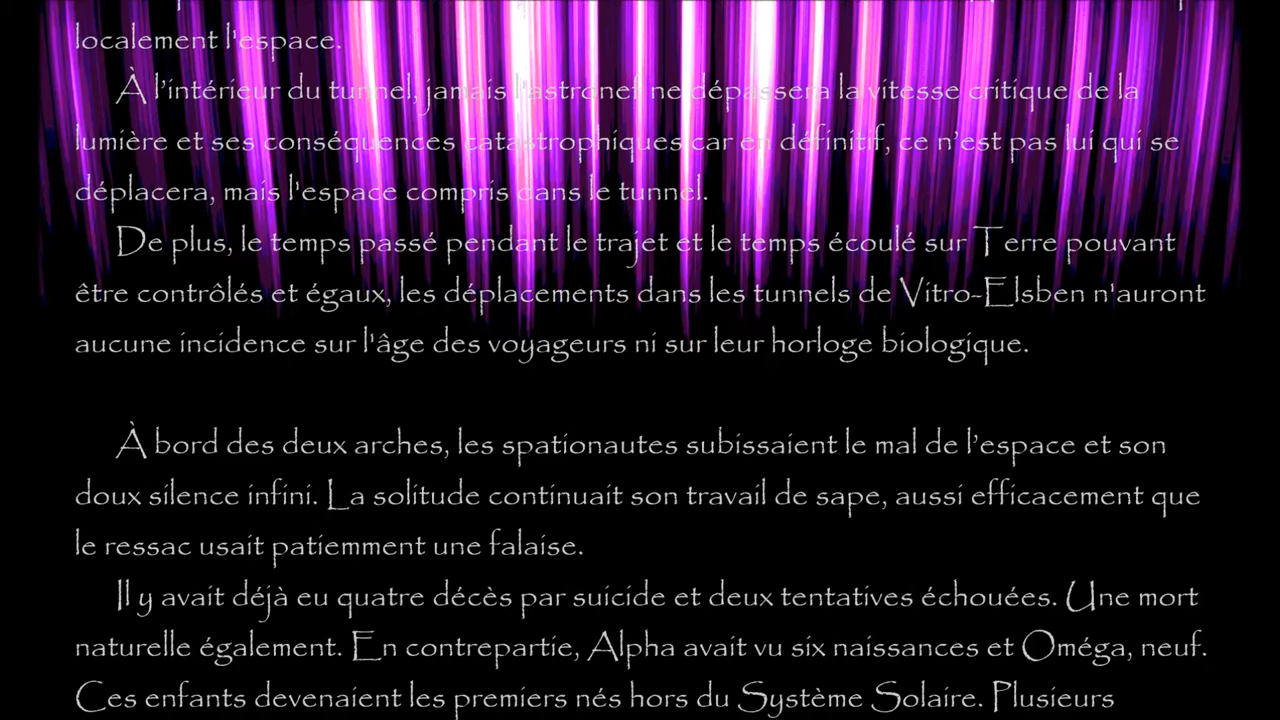 localement l'espace.
À l'intérieur du tunnel, jamais l'astronef ne dépassera la vitesse critique de la
lumière et ses conséquences catastrophiques car en définitif, ce n'est pas lui qui se
déplacera, mais l'espace compris dans le tunnel.
De plus, le temps passé pendant le trajet et le temps écoulé sur Terre pouvant
être contrôlés et égaux, les déplacements dans les tunnels de Vitro-Elsben n'auront
aucune incidence sur l'âge des voyageurs ni sur leur horloge biologique.
À bord des deux arches, les spationautes subissaient le mal de l'espace et son
doux silence infini. La solitude continuait son travail de sape, aussi efficacement que
le ressac usait patiemment une falaise.
Il y avait déjà eu quatre décès par suicide et deux tentatives échouées. Une mort
naturelle également. En contrepartie, Alpha avait vu six naissances et Oméga, neuf.
Ces enfants devenaient les premiers nés hors du Système Solaire. Plusieurs